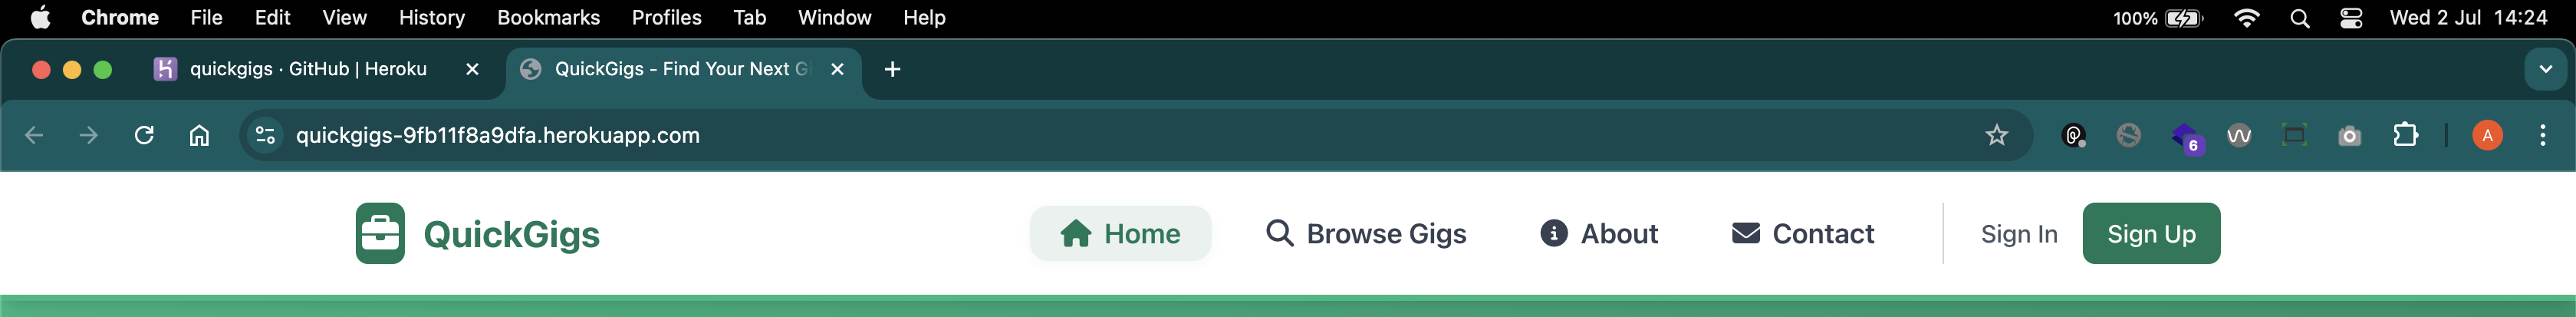 Chrome File Edit View History Bookmarks Profiles Tab Window Help 100% Wed 2 Jul 14:24
quickgigs · GitHub | Heroku QuickGigs - Find Your Next G
quickgigs-9fb11f8a9dfa.herokuapp.com 6 A
QuickGigs Home Browse Gigs About Contact Sign In Sign Up